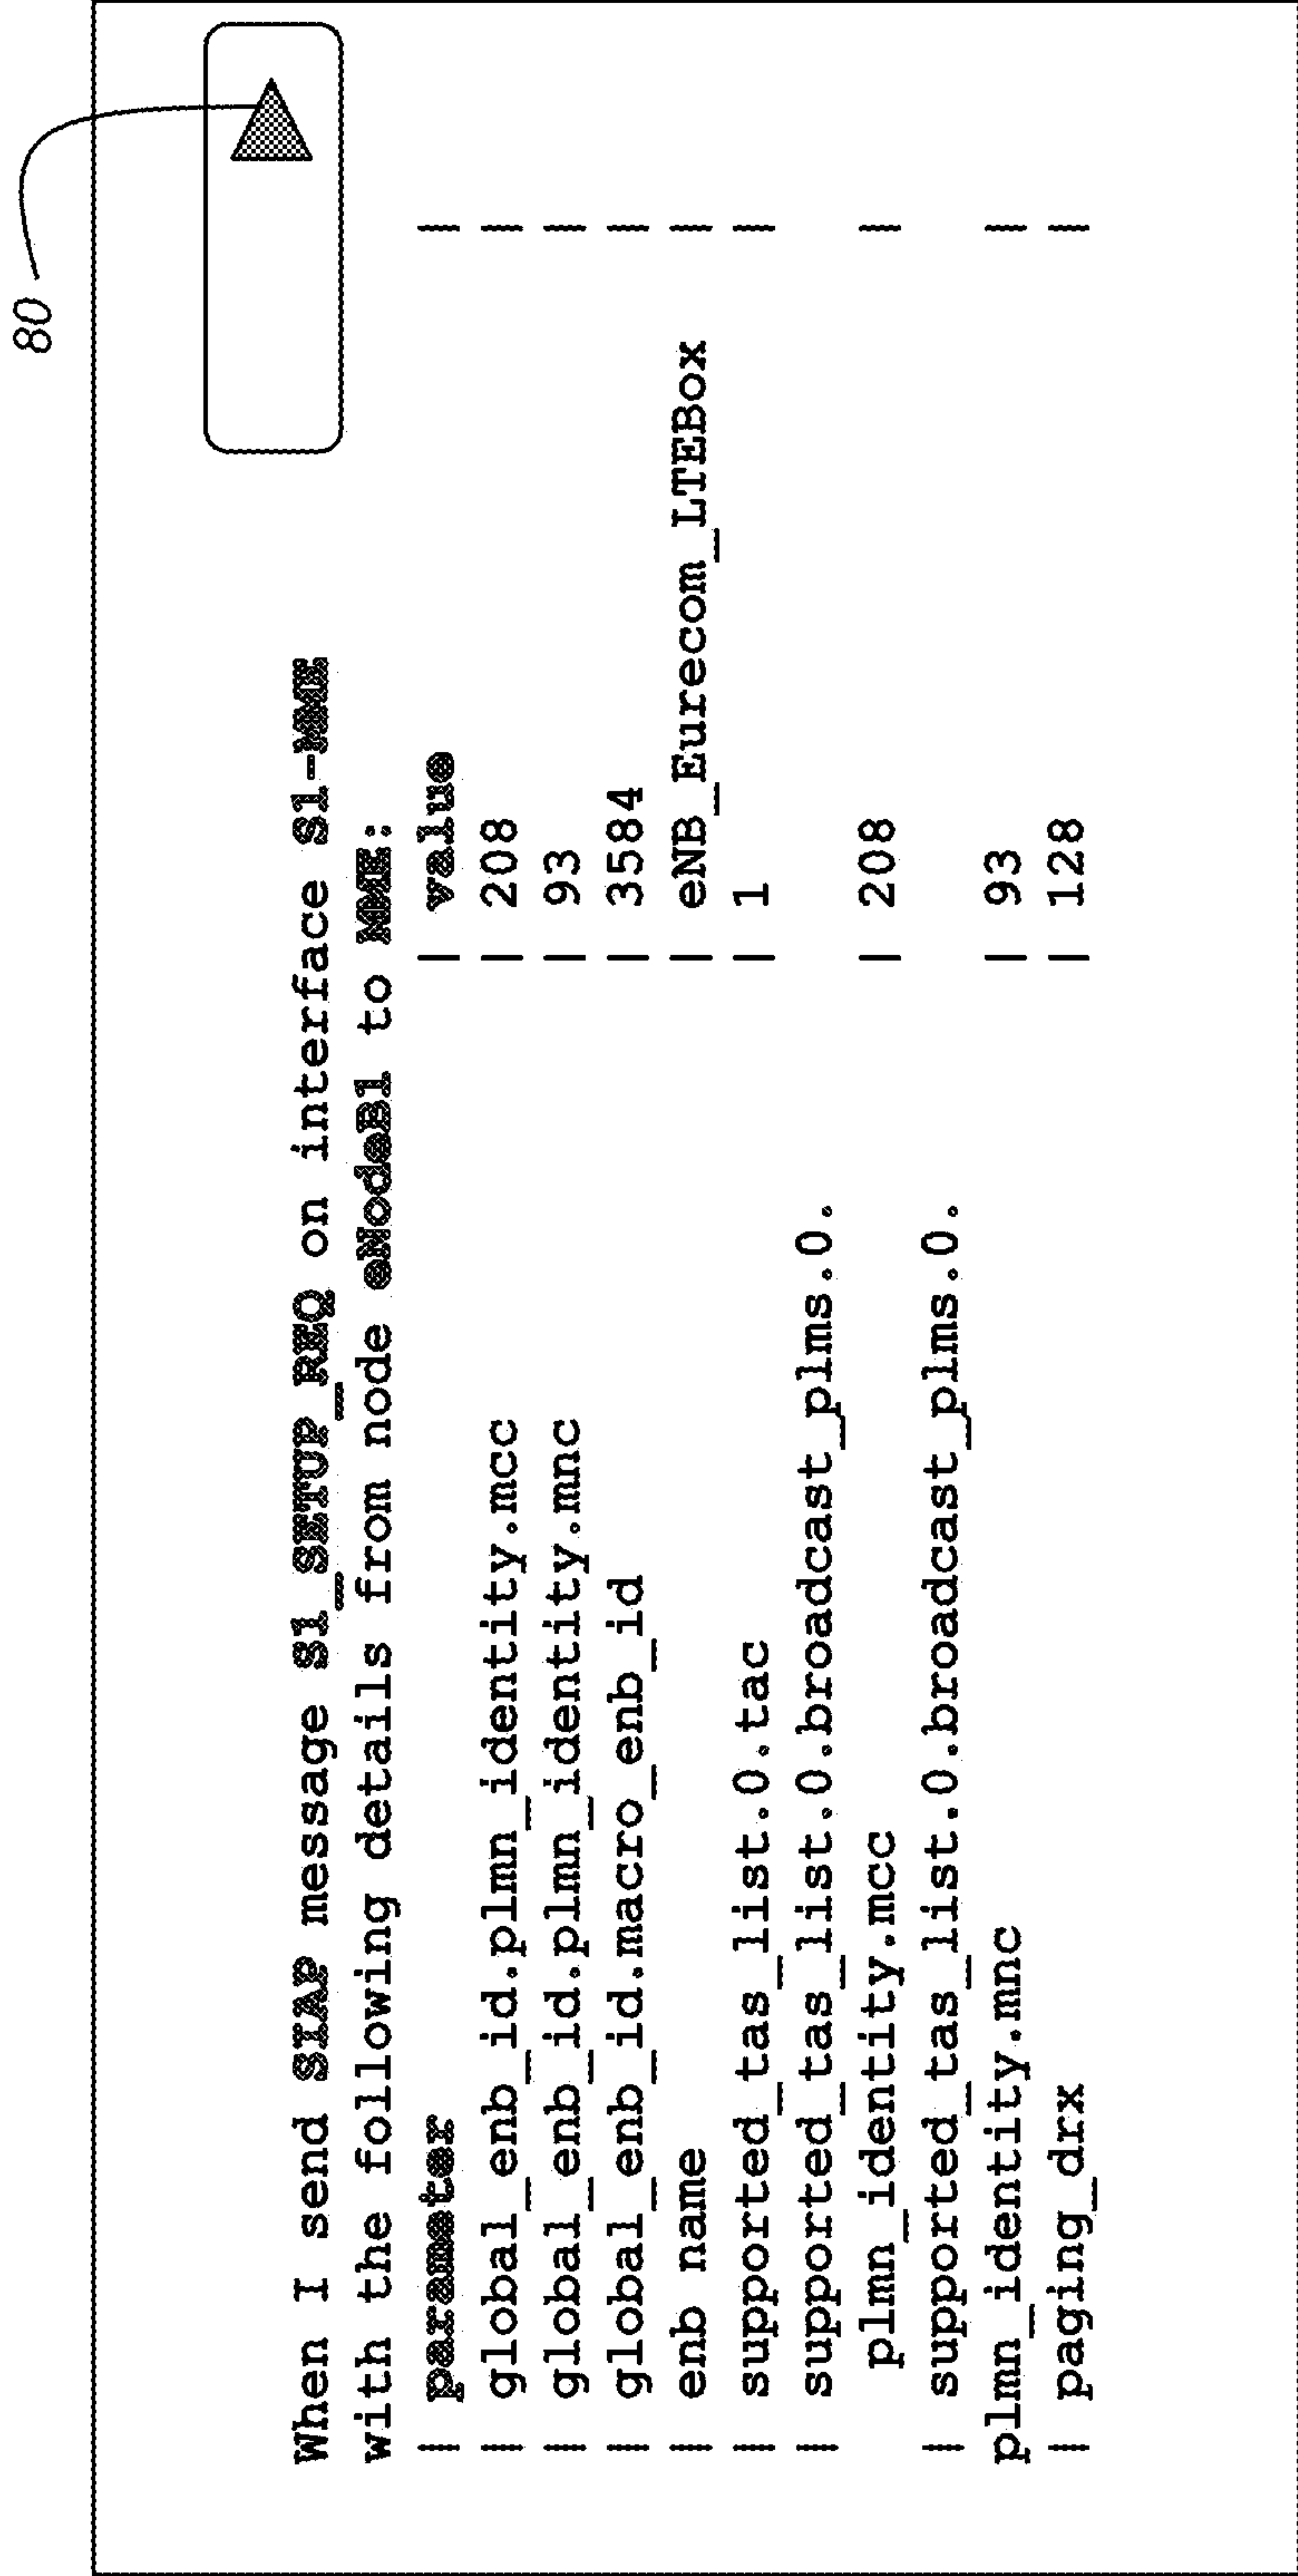 80
When I send S1AP message S1_SETUP_REQ on interface S1-MME
with the following details from node eNodeB1 to MME:
| parameter | value |
| global_enb_id.plmn_identity.mcc | 208 |
| global_enb_id.plmn_identity.mnc | 93 |
| global_enb_id.macro_enb_id | 3584 |
| enb name | eNB_Eurecom_LTEBox |
| supported_tas_list.0.tac | 1 |
| supported_tas_list.0.broadcast_plms.0.
plmn_identity.mcc | 208 |
| supported_tas_list.0.broadcast_plms.0.
plmn_identity.mnc | 93 |
| paging_drx | 128 |